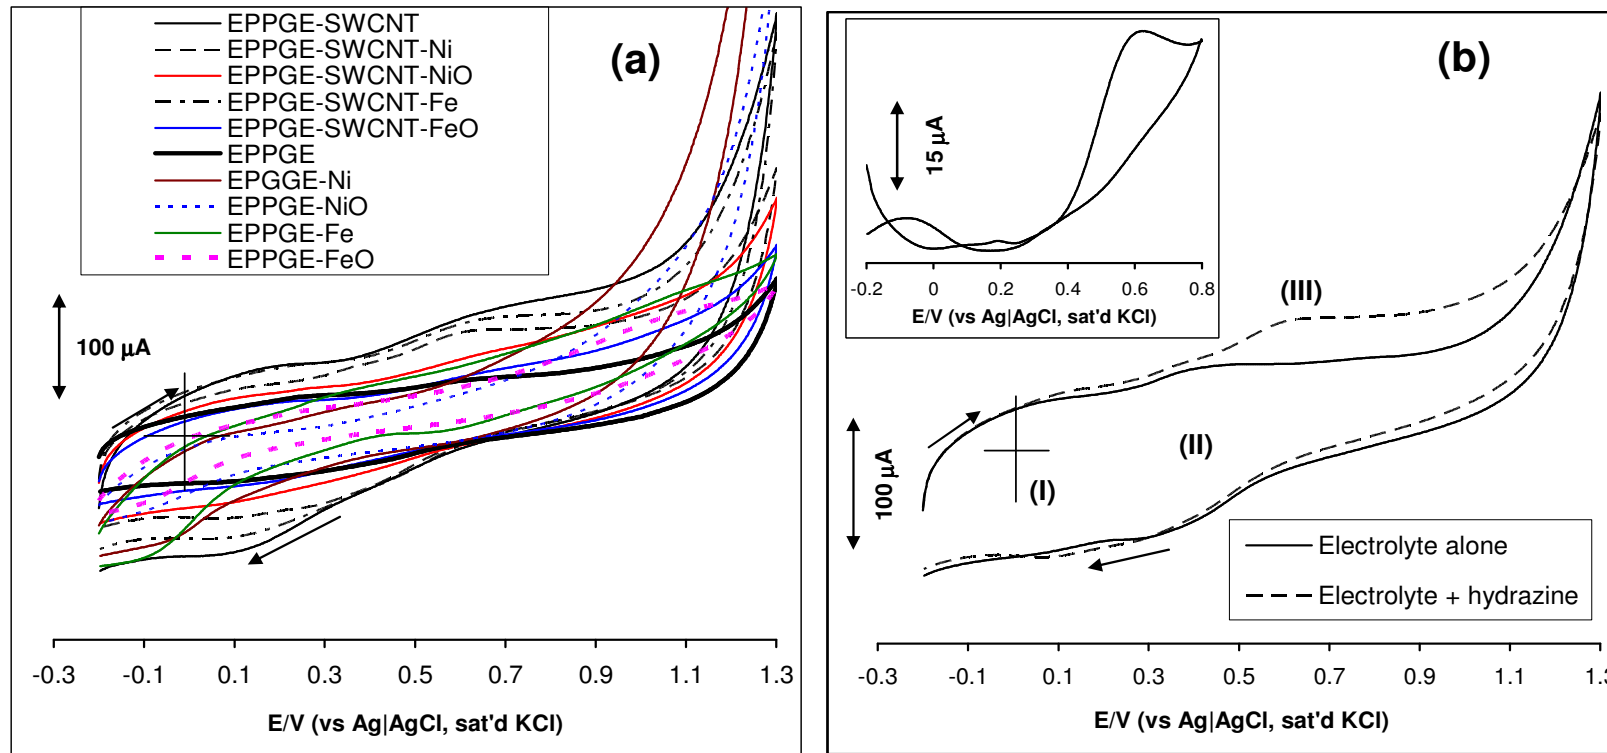 EPPGE-SWCNT
EPPGE-SWCNT-Ni
EPPGE-SWCNT-NiO
EPPGE-SWCNT-Fe
EPPGE-SWCNT-FeO
EPPGE
EPGGE-Ni
EPPGE-NiO
EPPGE-Fe
EPPGE-FeO
(a)
100 µA
-0.3 -0.1 0.1 0.3 0.5 0.7 0.9 1.1 1.3
E/V (vs Ag|AgCl, sat'd KCl)
(b)
15 µA
-0.2 0 0.2 0.4 0.6 0.8
E/V (vs Ag|AgCl, sat'd KCl)
(III)
(II)
(I)
100 µA
Electrolyte alone
Electrolyte + hydrazine
-0.3 -0.1 0.1 0.3 0.5 0.7 0.9 1.1 1.3
E/V (vs Ag|AgCl, sat'd KCl)